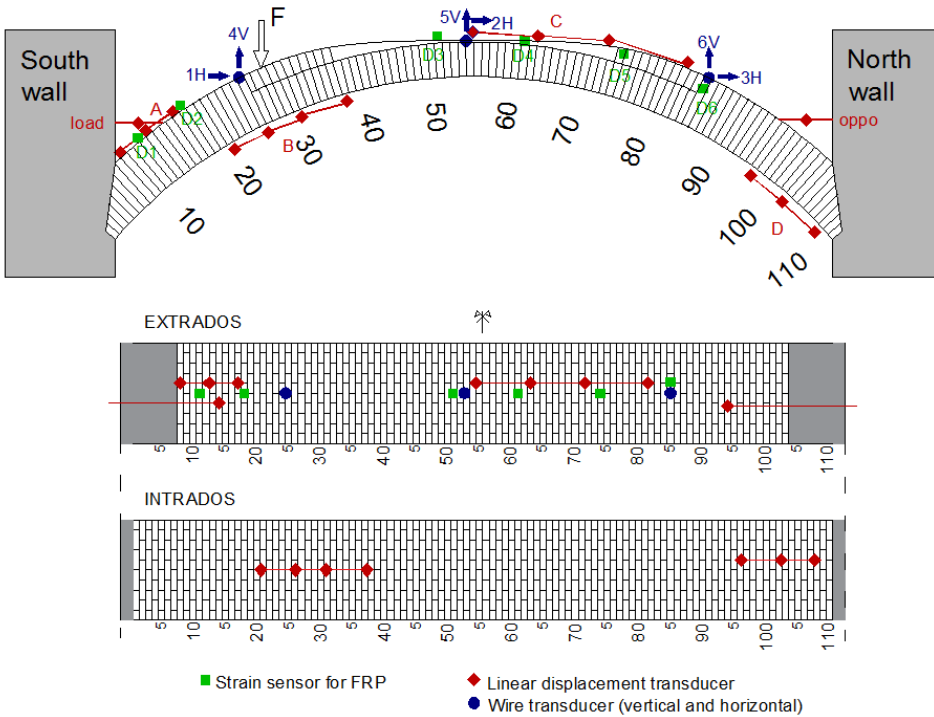 South wall
North wall
load
oppo
F
4V
1H
5V
2H
6V
3H
A
B
C
D
D1
D2
D3
D4
D5
D6
10
20
30
40
50
60
70
80
90
100
110
EXTRADOS
5 10 5 20 5 30 5 40 5 50 5 60 5 70 5 80 5 90 5 100 5 110
INTRADOS
5 10 5 20 5 30 5 40 5 50 5 60 5 70 5 80 5 90 5 100 5 110
Strain sensor for FRP
Linear displacement transducer
Wire transducer (vertical and horizontal)